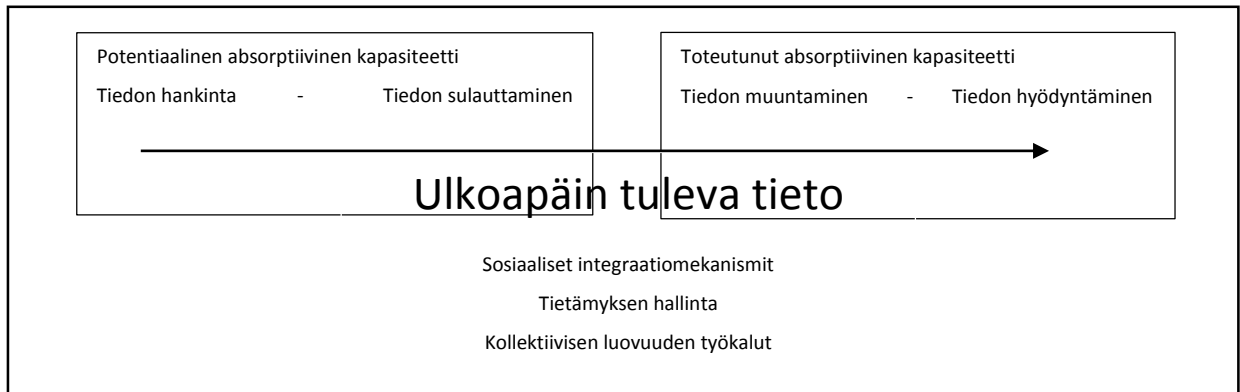 Potentiaalinen absorptiivinen kapasiteetti
Tiedon hankinta - Tiedon sulauttaminen
Toteutunut absorptiivinen kapasiteetti
Tiedon muuntaminen - Tiedon hyödyntäminen
Ulkoapäin tuleva tieto
Sosiaaliset integraatiomekanismit
Tietämyksen hallinta
Kollektiivisen luovuuden työkalut